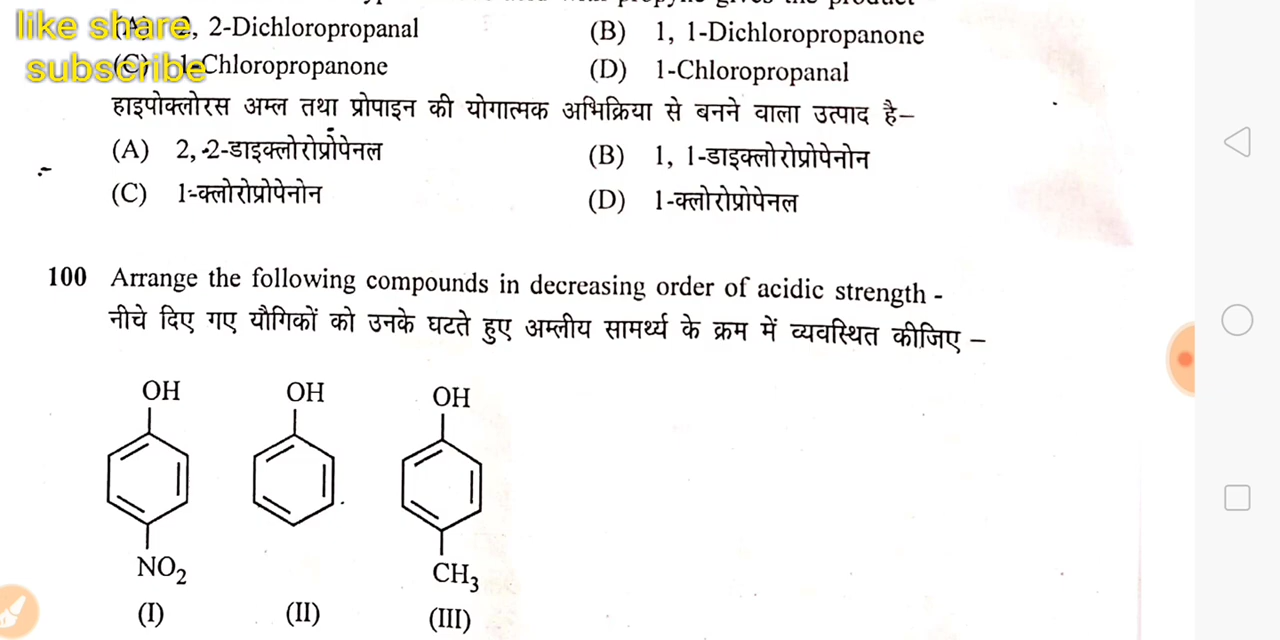 like share
subscribe
2-Dichloropropanal
(B) 1, 1-Dichloropropanone
Chloropropanone
(D) 1-Chloropropanal
हाइपोक्लोरस अम्ल तथा प्रोपाइन की योगात्मक अभिक्रिया से बनने वाला उत्पाद है–
(A) 2, 2-डाइक्लोरोप्रोपेनल
(B) 1, 1-डाइक्लोरोप्रोपेनोन
(C) 1-क्लोरोप्रोपेनोन
(D) 1-क्लोरोप्रोपेनल
100 Arrange the following compounds in decreasing order of acidic strength -
नीचे दिए गए यौगिकों को उनके घटते हुए अम्लीय सामर्थ्य के क्रम में व्यवस्थित कीजिए –
OH OH OH
NO2 CH3
(I) (II) (III)